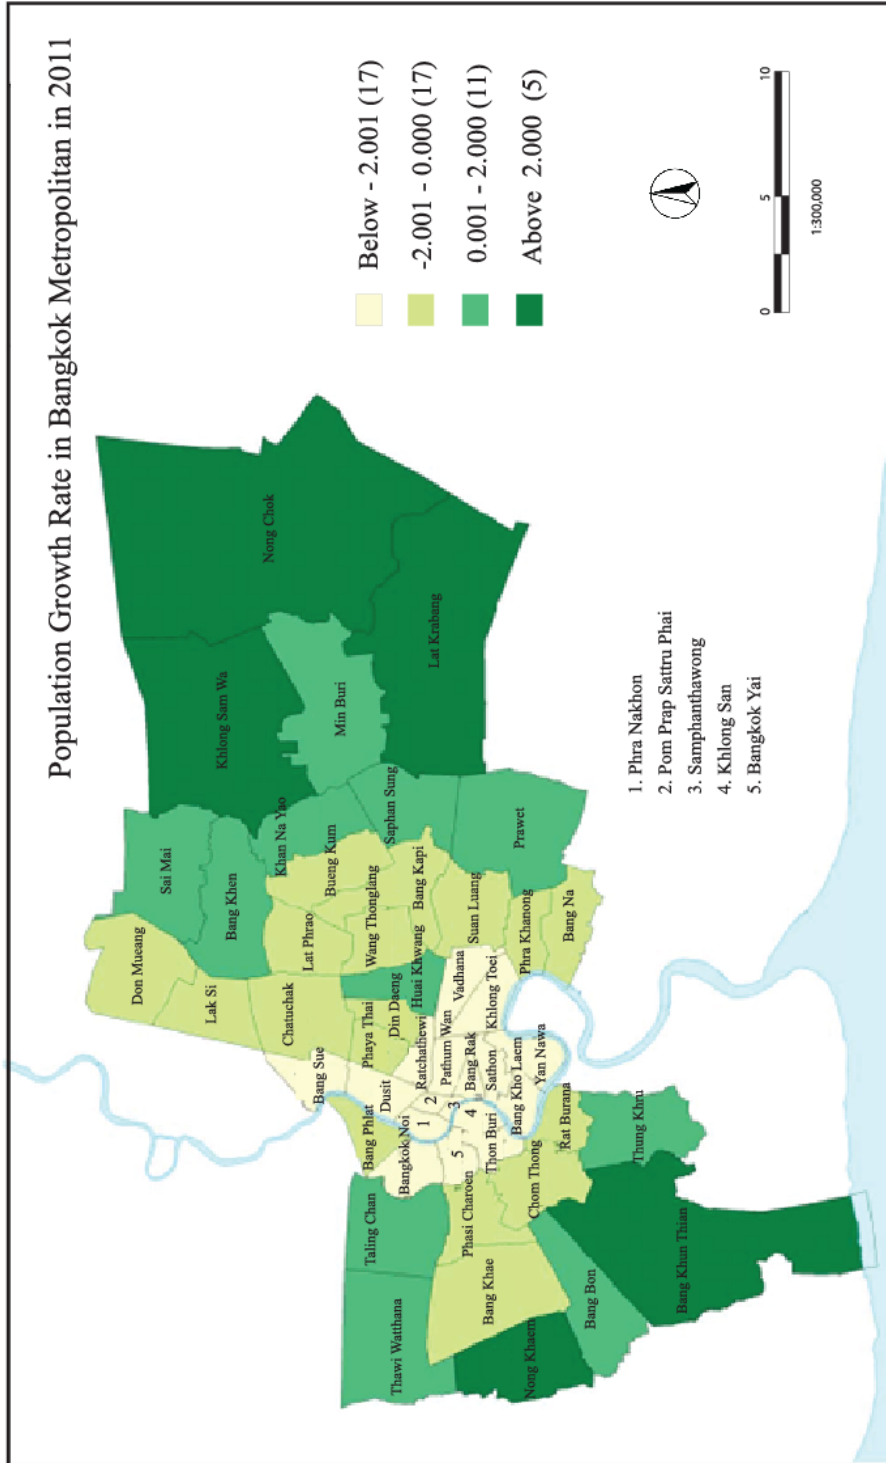 Population Growth Rate in Bangkok Metropolitan in 2011
Below - 2.001 (17)
-2.001 - 0.000 (17)
0.001 - 2.000 (11)
Above 2.000 (5)
0 5 10
1:300,000
Don Mueang
Sai Mai
Lak Si
Bang Khen
Khlong Sam Wa
Nong Chok
Chatuchak
Lat Phrao
Khan Na Yao
Bueng Kum
Min Buri
Bang Sue
Phaya Thai
Din Daeng
Wang Thonglang
Saphan Sung
Bang Phlat
Dusit
Huai Khwang
Bang Kapi
Lat Krabang
Thawi Watthana
Taling Chan
Bangkok Noi
1
2
Ratchathewi
Pathum Wan
Vadhana
Suan Luang
Prawet
3
4
5
Bang Rak
Khlong Toei
Phra Khanong
Bang Na
Bang Khae
Phasi Charoen
Thon Buri
Sathon
Bang Kho Laem
Yan Nawa
Nong Khaem
Bang Bon
Chom Thong
Rat Burana
Thung Khru
Bang Khun Thian
1. Phra Nakhon
2. Pom Prap Sattru Phai
3. Samphanthawong
4. Khlong San
5. Bangkok Yai